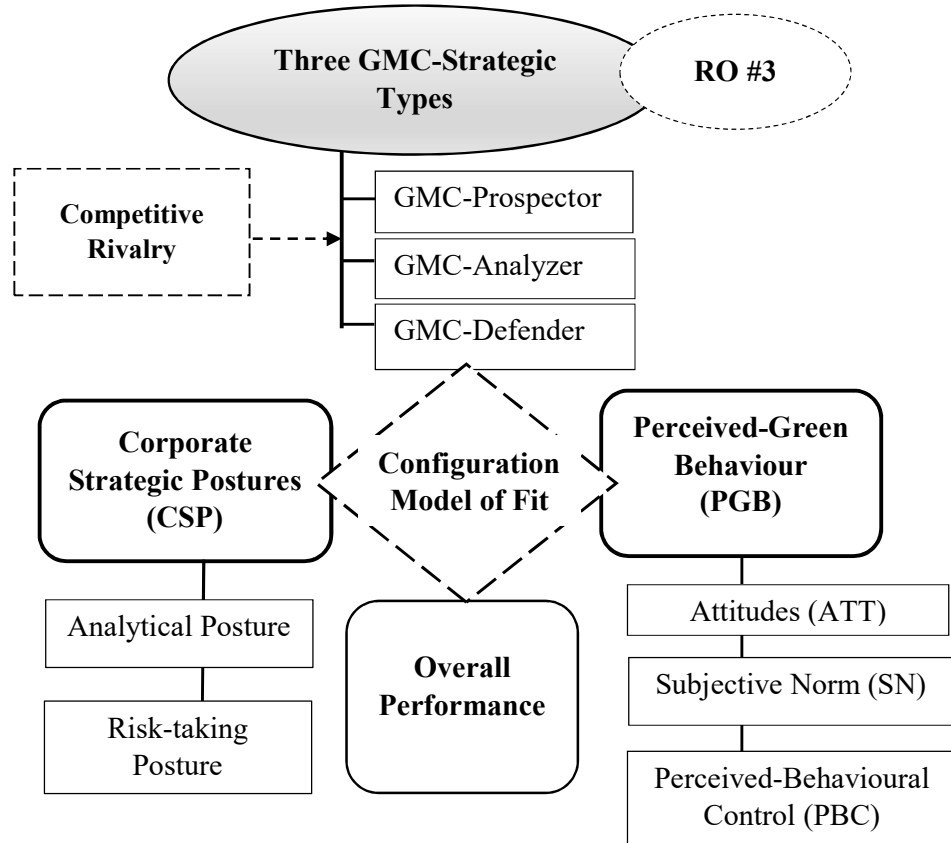 Three GMC-Strategic
Types
RO #3
Competitive
Rivalry
GMC-Prospector
GMC-Analyzer
GMC-Defender
Corporate
Strategic Postures
(CSP)
Configuration
Model of Fit
Perceived-Green
Behaviour
(PGB)
Analytical Posture
Risk-taking
Posture
Overall
Performance
Attitudes (ATT)
Subjective Norm (SN)
Perceived-Behavioural
Control (PBC)